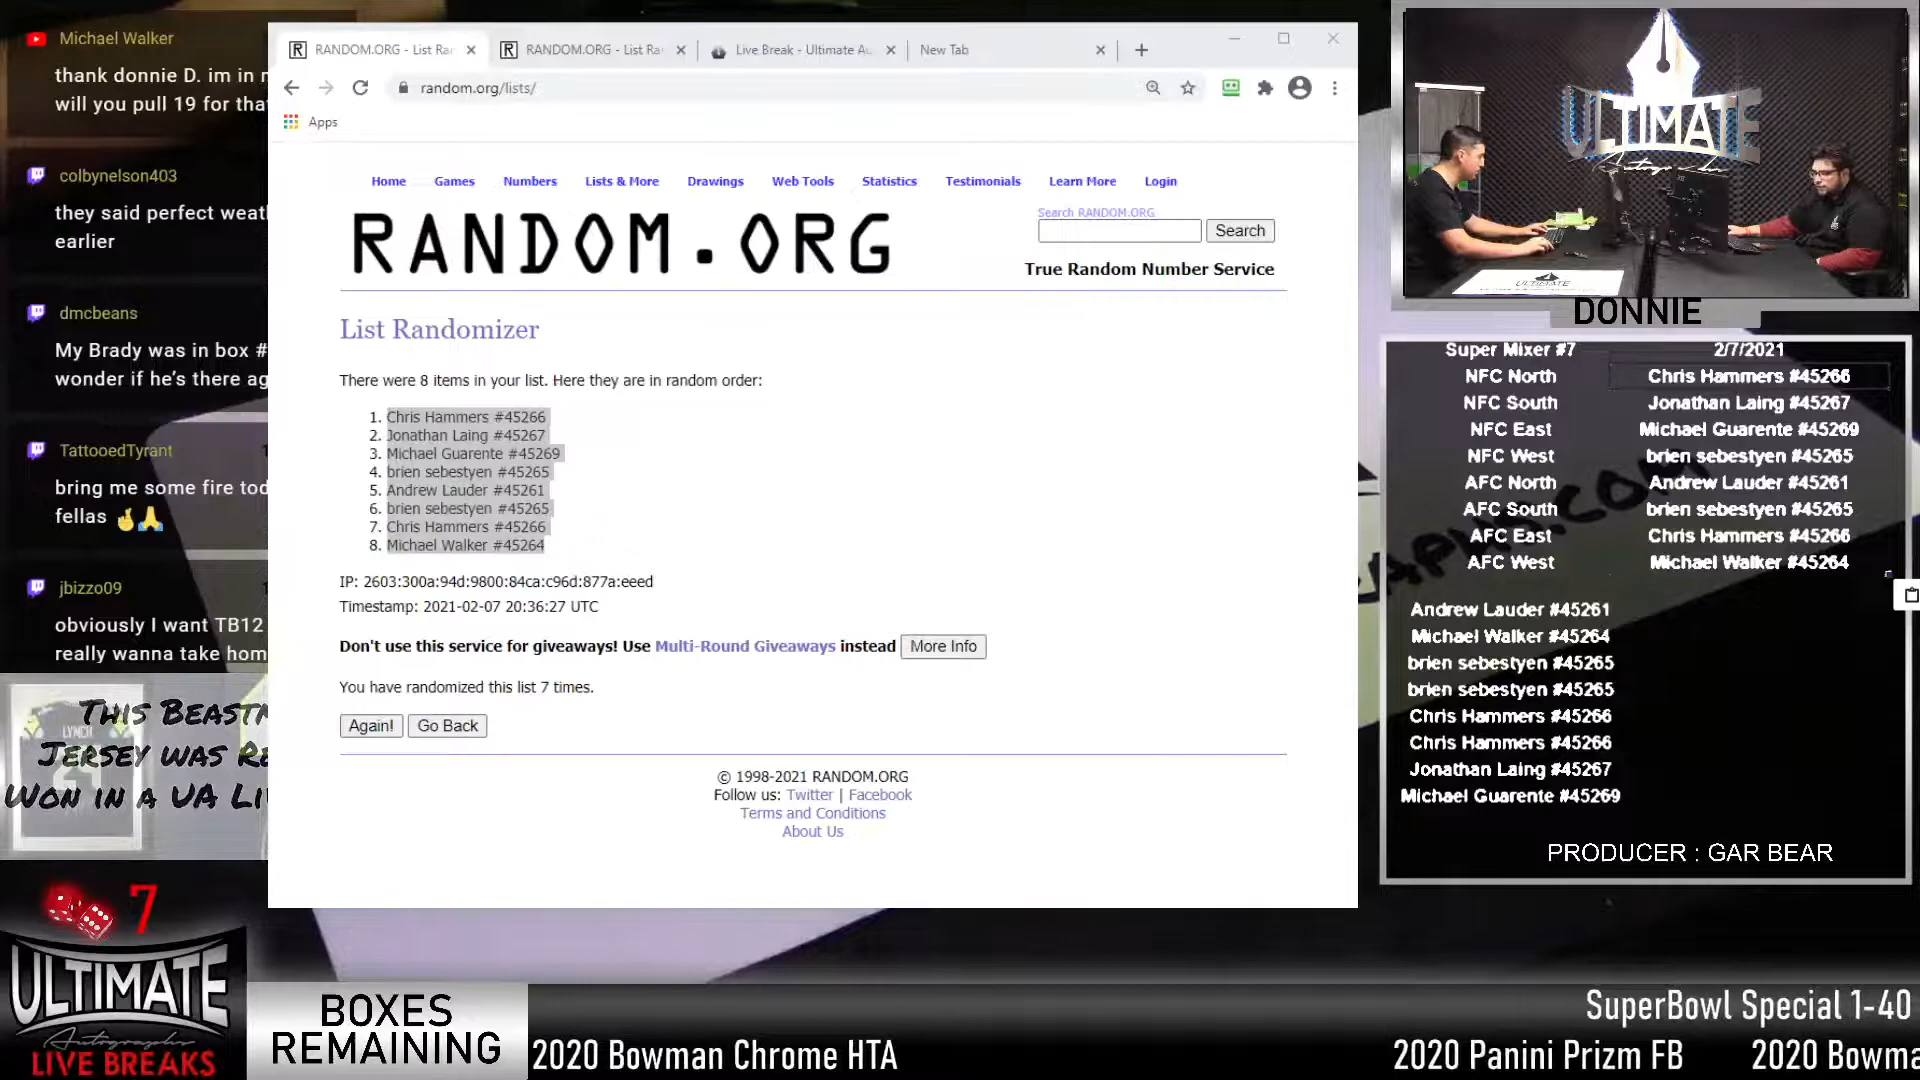 Michael Walker
thank donnie D. im in
will you pull 19 for that
colbynelson403
they said perfect weat
earlier
dmcbeans
My Brady was in box #
wonder if he's there ag
TattooedTyrant
bring me some fire tod
fellas 🤞🙏
jbizzo09
obviously I want TB12
really wanna take hom
LYNCH
THIS BEASTM
JERSEY WAS RE
WON IN A UA LI
7
ULTIMATE
Autographs
LIVE BREAKS
RANDOM.ORG - List Ra
RANDOM.ORG - List Ra
Live Break - Ultimate Au
New Tab
random.org/lists/
Apps
Home Games Numbers Lists & More Drawings Web Tools Statistics Testimonials Learn More Login
RANDOM.ORG
Search RANDOM.ORG
Search
True Random Number Service
List Randomizer
There were 8 items in your list. Here they are in random order:
1. Chris Hammers #45266
2. Jonathan Laing #45267
3. Michael Guarente #45269
4. brien sebestyen #45265
5. Andrew Lauder #45261
6. brien sebestyen #45265
7. Chris Hammers #45266
8. Michael Walker #45264
IP: 2603:300a:94d:9800:84ca:c96d:877a:eeed
Timestamp: 2021-02-07 20:36:27 UTC
Don't use this service for giveaways! Use Multi-Round Giveaways instead More Info
You have randomized this list 7 times.
Again! Go Back
© 1998-2021 RANDOM.ORG
Follow us: Twitter | Facebook
Terms and Conditions
About Us
ULTIMATE
Autographs
ULTIMATE
DONNIE
Super Mixer #7 2/7/2021
NFC North Chris Hammers #45266
NFC South Jonathan Laing #45267
NFC East Michael Guarente #45269
NFC West brien sebestyen #45265
AFC North Andrew Lauder #45261
AFC South brien sebestyen #45265
AFC East Chris Hammers #45266
AFC West Michael Walker #45264
Andrew Lauder #45261
Michael Walker #45264
brien sebestyen #45265
brien sebestyen #45265
Chris Hammers #45266
Chris Hammers #45266
Jonathan Laing #45267
Michael Guarente #45269
PRODUCER : GAR BEAR
BOXES
REMAINING
SuperBowl Special 1-40
2020 Bowman Chrome HTA 2020 Panini Prizm FB 2020 Bowma